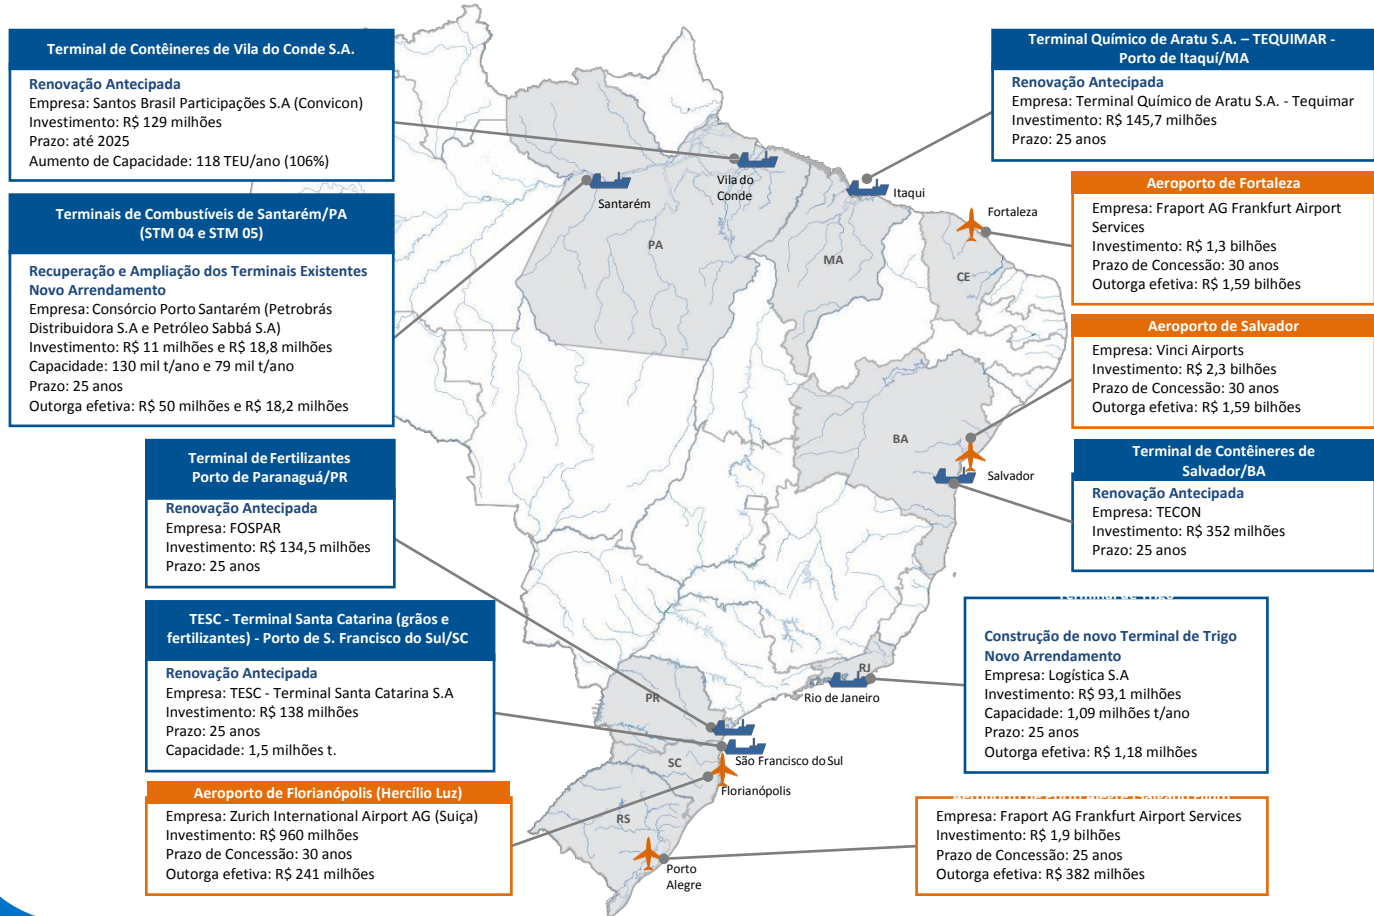 Terminal de Contêineres de Vila do Conde S.A.
Renovação Antecipada
Empresa: Santos Brasil Participações S.A (Convicon)
Investimento: R$ 129 milhões
Prazo: até 2025
Aumento de Capacidade: 118 TEU/ano (106%)
Terminais de Combustíveis de Santarém/PA
(STM 04 e STM 05)
Recuperação e Ampliação dos Terminais Existentes
Novo Arrendamento
Empresa: Consórcio Porto Santarém (Petrobrás
Distribuidora S.A e Petróleo Sabbá S.A)
Investimento: R$ 11 milhões e R$ 18,8 milhões
Capacidade: 130 mil t/ano e 79 mil t/ano
Prazo: 25 anos
Outorga efetiva: R$ 50 milhões e R$ 18,2 milhões
Terminal de Fertilizantes
Porto de Paranaguá/PR
Renovação Antecipada
Empresa: FOSPAR
Investimento: R$ 134,5 milhões
Prazo: 25 anos
TESC - Terminal Santa Catarina (grãos e
fertilizantes) - Porto de S. Francisco do Sul/SC
Renovação Antecipada
Empresa: TESC - Terminal Santa Catarina S.A
Investimento: R$ 138 milhões
Prazo: 25 anos
Capacidade: 1,5 milhões t.
Aeroporto de Florianópolis (Hercílio Luz)
Empresa: Zurich International Airport AG (Suiça)
Investimento: R$ 960 milhões
Prazo de Concessão: 30 anos
Outorga efetiva: R$ 241 milhões
Santarém
Vila do
Conde
Itaqui
Fortaleza
PA
MA
CE
BA
Salvador
RJ
Rio de Janeiro
PR
São Francisco do Sul
SC
Florianópolis
RS
Porto
Alegre
Terminal Químico de Aratu S.A. – TEQUIMAR -
Porto de Itaquí/MA
Renovação Antecipada
Empresa: Terminal Químico de Aratu S.A. - Tequimar
Investimento: R$ 145,7 milhões
Prazo: 25 anos
Aeroporto de Fortaleza
Empresa: Fraport AG Frankfurt Airport
Services
Investimento: R$ 1,3 bilhões
Prazo de Concessão: 30 anos
Outorga efetiva: R$ 1,59 bilhões
Aeroporto de Salvador
Empresa: Vinci Airports
Investimento: R$ 2,3 bilhões
Prazo de Concessão: 30 anos
Outorga efetiva: R$ 1,59 bilhões
Terminal de Contêineres de
Salvador/BA
Renovação Antecipada
Empresa: TECON
Investimento: R$ 352 milhões
Prazo: 25 anos
Construção de novo Terminal de Trigo
Novo Arrendamento
Empresa: Logística S.A
Investimento: R$ 93,1 milhões
Capacidade: 1,09 milhões t/ano
Prazo: 25 anos
Outorga efetiva: R$ 1,18 milhões
Empresa: Fraport AG Frankfurt Airport Services
Investimento: R$ 1,9 bilhões
Prazo de Concessão: 25 anos
Outorga efetiva: R$ 382 milhões